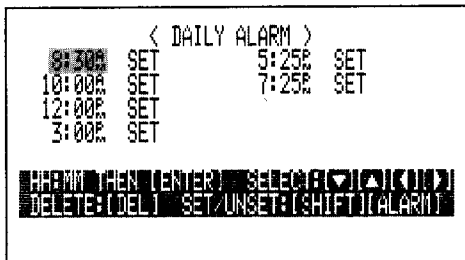 < DAILY ALARM >
8:30AM SET 5:25PM SET
10:00AM SET 7:25PM SET
12:00PM SET
3:00PM SET
HH:MM THEN [ENTER] SELECT:[▼][▲][<][>]
DELETE:[DEL] SET/UNSET:[SHIFT][ALARM]